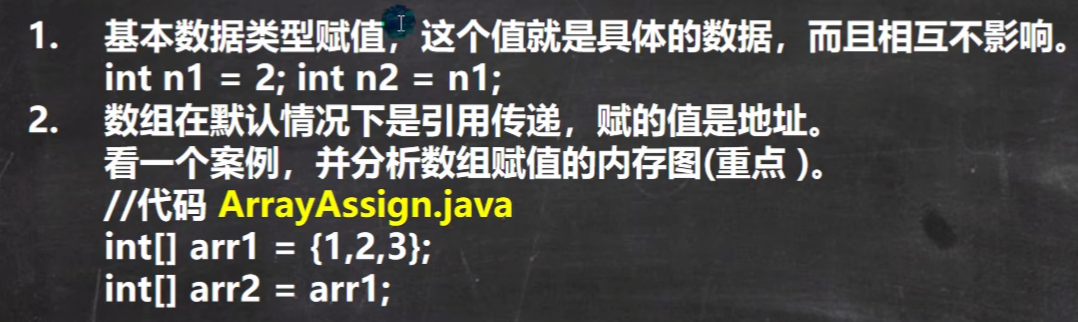 1. 基本数据类型赋值，这个值就是具体的数据，而且相互不影响。
int n1 = 2; int n2 = n1;
2. 数组在默认情况下是引用传递，赋的值是地址。
看一个案例，并分析数组赋值的内存图(重点 )。
//代码 ArrayAssign.java
int[] arr1 = {1,2,3};
int[] arr2 = arr1;